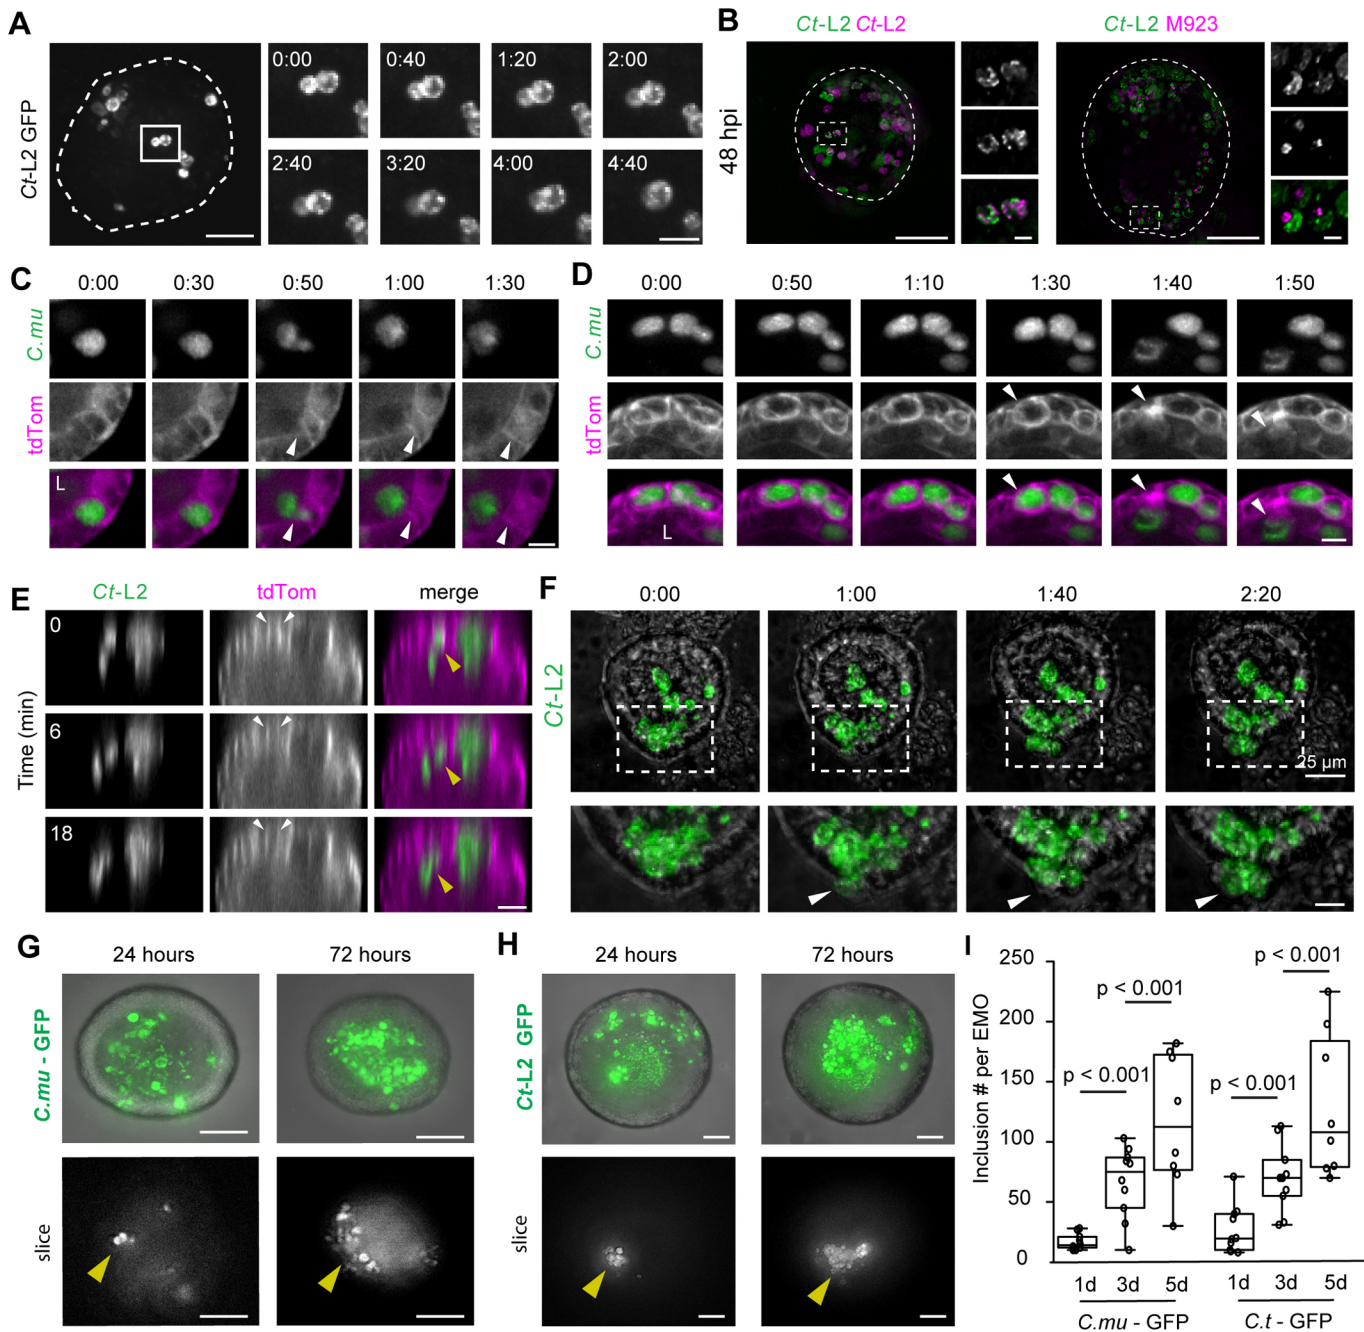 A
Ct-L2 GFP
0:00
0:40
1:20
2:00
2:40
3:20
4:00
4:40
B
Ct-L2 Ct-L2
Ct-L2 M923
48 hpi
C
0:00
0:30
0:50
1:00
1:30
C.mu
tdTom
L
D
0:00
0:50
1:10
1:30
1:40
1:50
C.mu
tdTom
L
E
Ct-L2
tdTom
merge
Time (min)
0
6
18
F
0:00
1:00
1:40
2:20
Ct-L2
25 µm
G
24 hours
72 hours
C.mu - GFP
slice
H
24 hours
72 hours
Ct-L2 GFP
slice
I
Inclusion # per EMO
250
200
150
100
50
0
p < 0.001
p < 0.001
p < 0.001
p < 0.001
1d 3d 5d 1d 3d 5d
C.mu - GFP
C.t - GFP